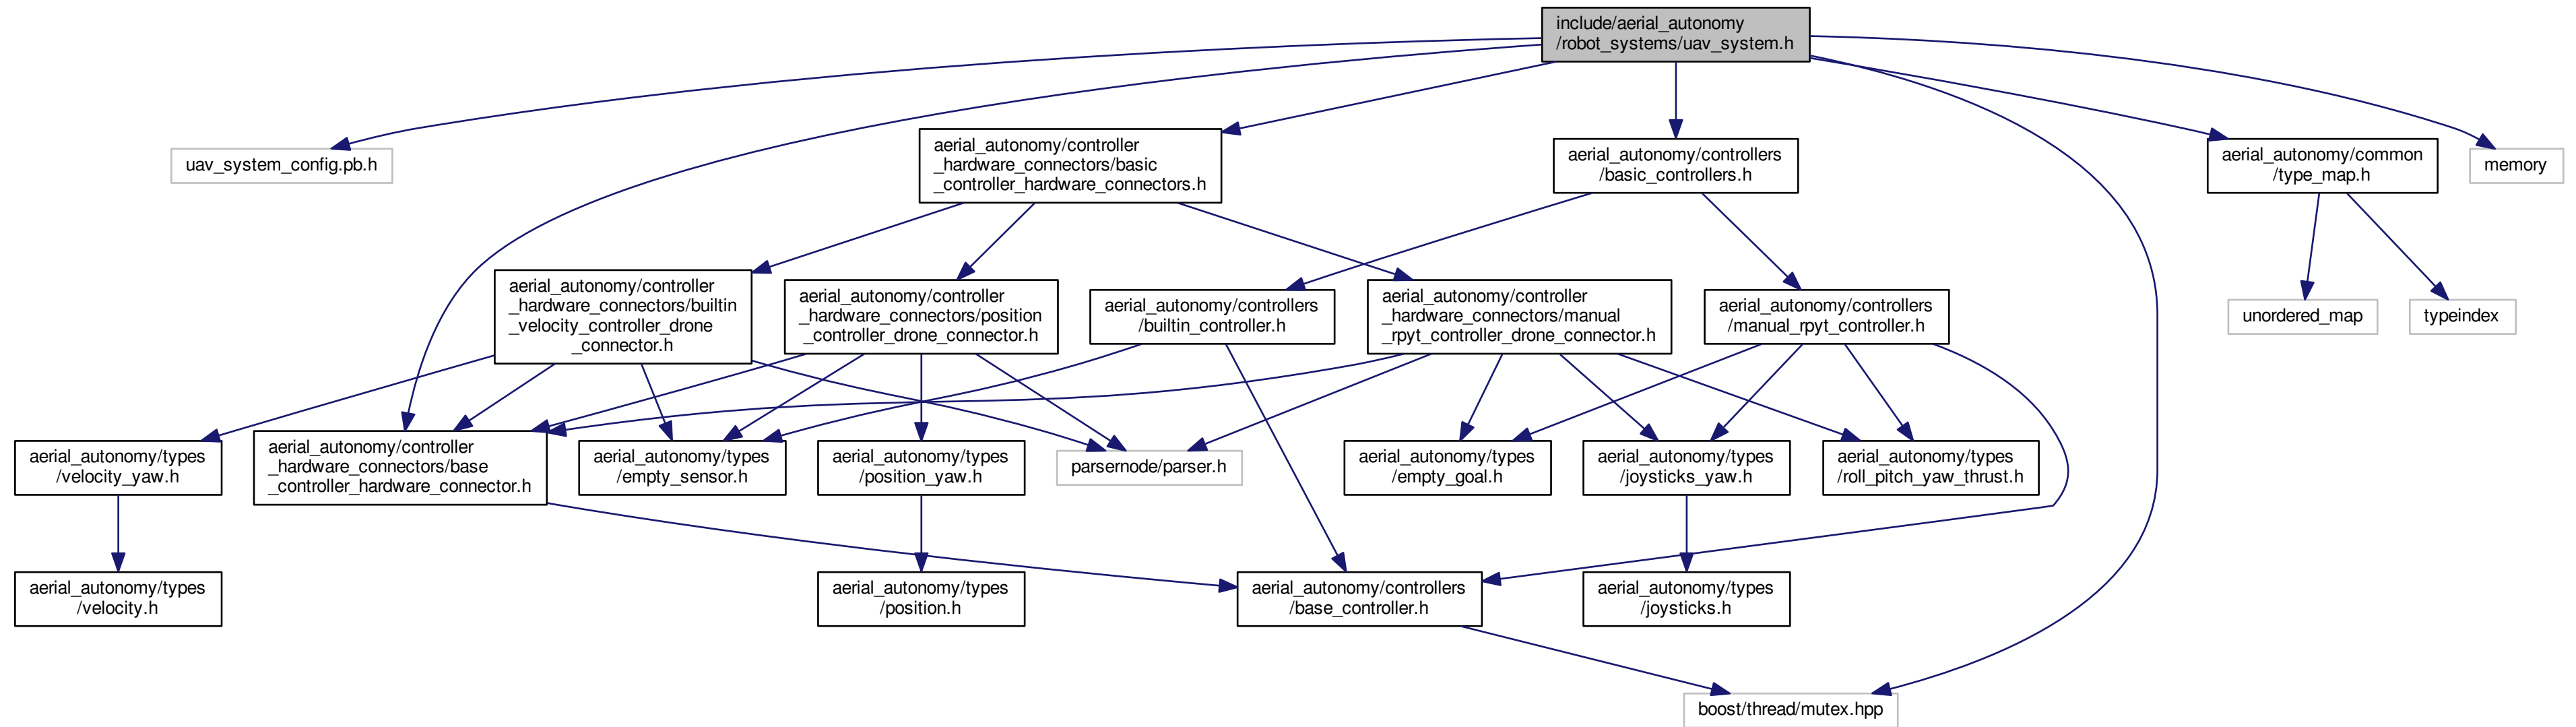 include/aerial_autonomy
/robot_systems/uav_system.h
uav_system_config.pb.h
aerial_autonomy/controller
_hardware_connectors/basic
_controller_hardware_connectors.h
aerial_autonomy/controllers
/basic_controllers.h
aerial_autonomy/common
/type_map.h
memory
aerial_autonomy/controller
_hardware_connectors/builtin
_velocity_controller_drone
_connector.h
aerial_autonomy/controller
_hardware_connectors/position
_controller_drone_connector.h
aerial_autonomy/controllers
/builtin_controller.h
aerial_autonomy/controller
_hardware_connectors/manual
_rpyt_controller_drone_connector.h
aerial_autonomy/controllers
/manual_rpyt_controller.h
unordered_map
typeindex
aerial_autonomy/types
/velocity_yaw.h
aerial_autonomy/controller
_hardware_connectors/base
_controller_hardware_connector.h
aerial_autonomy/types
/empty_sensor.h
aerial_autonomy/types
/position_yaw.h
parsernode/parser.h
aerial_autonomy/types
/empty_goal.h
aerial_autonomy/types
/joysticks_yaw.h
aerial_autonomy/types
/roll_pitch_yaw_thrust.h
aerial_autonomy/types
/velocity.h
aerial_autonomy/types
/position.h
aerial_autonomy/controllers
/base_controller.h
aerial_autonomy/types
/joysticks.h
boost/thread/mutex.hpp